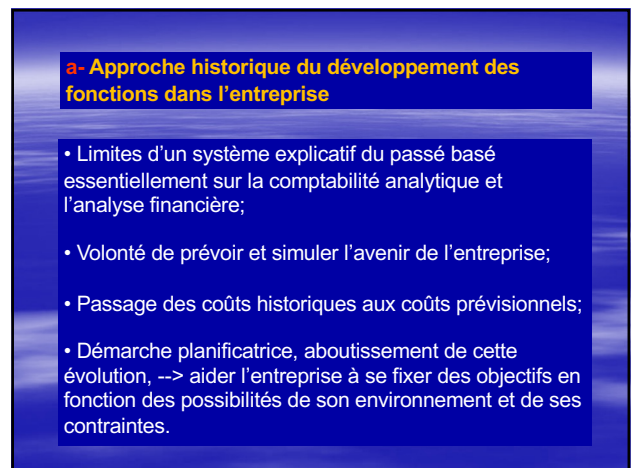 a- Approche historique du développement des
fonctions dans l’entreprise
• Limites d’un système explicatif du passé basé
essentiellement sur la comptabilité analytique et
l’analyse financière;
• Volonté de prévoir et simuler l’avenir de l’entreprise;
• Passage des coûts historiques aux coûts prévisionnels;
• Démarche planificatrice, aboutissement de cette
évolution, --> aider l’entreprise à se fixer des objectifs en
fonction des possibilités de son environnement et de ses
contraintes.